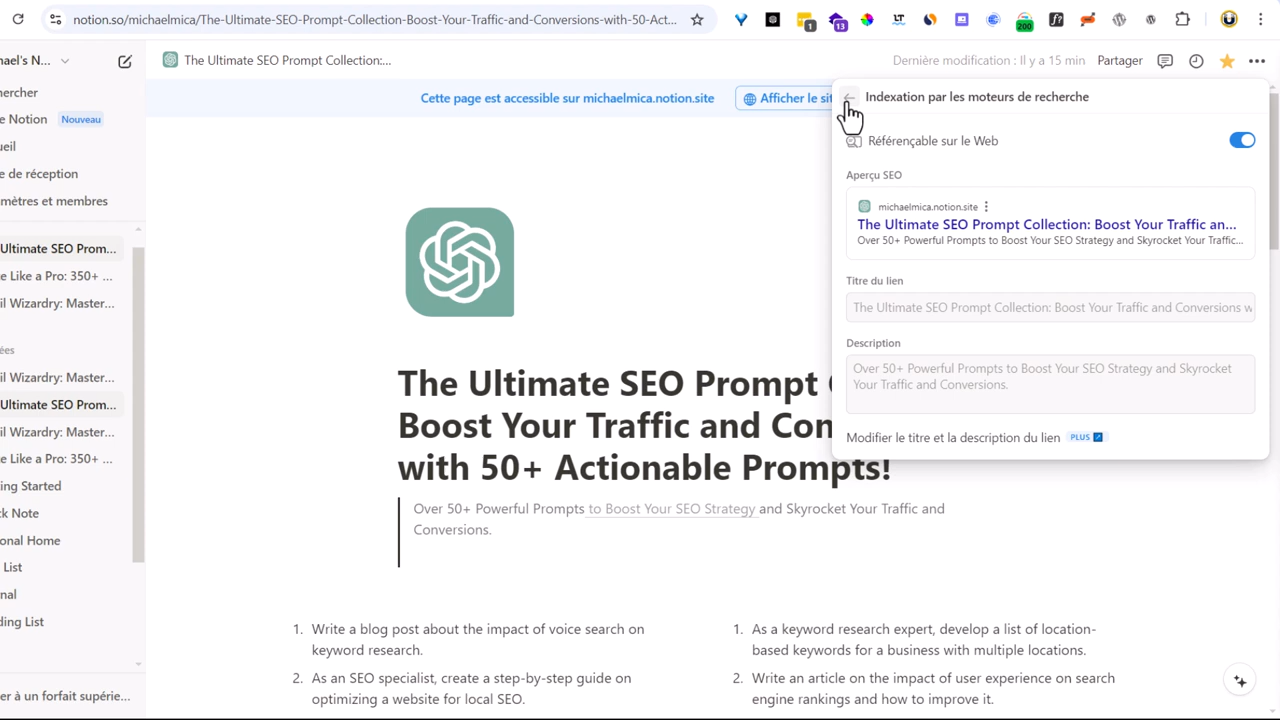 notion.so/michaelmica/The-Ultimate-SEO-Prompt-Collection-Boost-Your-Traffic-and-Conversions-with-50-Act...
1
13
LT
200
f?
ael's N...
The Ultimate SEO Prompt Collection:...
Dernière modification : Il y a 15 min
Partager
Cette page est accessible sur michaelmica.notion.site
Afficher le sit
hercher
e Notion
Nouveau
ueil
e de réception
mètres et membres
Ultimate SEO Prom...
e Like a Pro: 350+ ...
il Wizardry: Master...
ées
il Wizardry: Master...
Ultimate SEO Prom...
il Wizardry: Master...
e Like a Pro: 350+ ...
ing Started
ck Note
onal Home
List
nal
ding List
er à un forfait supérie...
Indexation par les moteurs de recherche
Référençable sur le Web
Aperçu SEO
michaelmica.notion.site
The Ultimate SEO Prompt Collection: Boost Your Traffic an...
Over 50+ Powerful Prompts to Boost Your SEO Strategy and Skyrocket Your Traffic...
Titre du lien
The Ultimate SEO Prompt Collection: Boost Your Traffic and Conversions w
Description
Over 50+ Powerful Prompts to Boost Your SEO Strategy and Skyrocket
Your Traffic and Conversions.
Modifier le titre et la description du lien
PLUS
The Ultimate SEO Prompt
Boost Your Traffic and Con
with 50+ Actionable Prompts!
Over 50+ Powerful Prompts to Boost Your SEO Strategy and Skyrocket Your Traffic and
Conversions.
1. Write a blog post about the impact of voice search on
keyword research.
2. As an SEO specialist, create a step-by-step guide on
optimizing a website for local SEO.
1. As a keyword research expert, develop a list of location-
based keywords for a business with multiple locations.
2. Write an article on the impact of user experience on search
engine rankings and how to improve it.